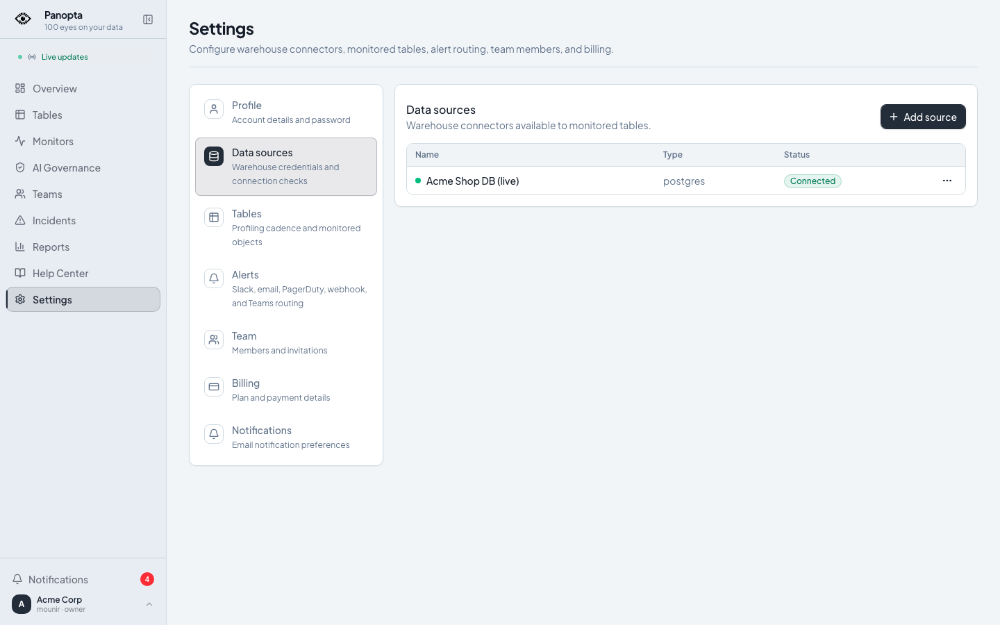 Panopta
100 eyes on your data
Live updates
Overview
Tables
Monitors
AI Governance
Teams
Incidents
Reports
Help Center
Settings
Notifications
4
A
Acme Corp
mounir · owner
Settings
Configure warehouse connectors, monitored tables, alert routing, team members, and billing.
Profile
Account details and password
Data sources
Warehouse credentials and
connection checks
Tables
Profiling cadence and monitored
objects
Alerts
Slack, email, PagerDuty, webhook,
and Teams routing
Team
Members and invitations
Billing
Plan and payment details
Notifications
Email notification preferences
Data sources
Warehouse connectors available to monitored tables.
Add source
Name Type Status
Acme Shop DB (live) postgres Connected